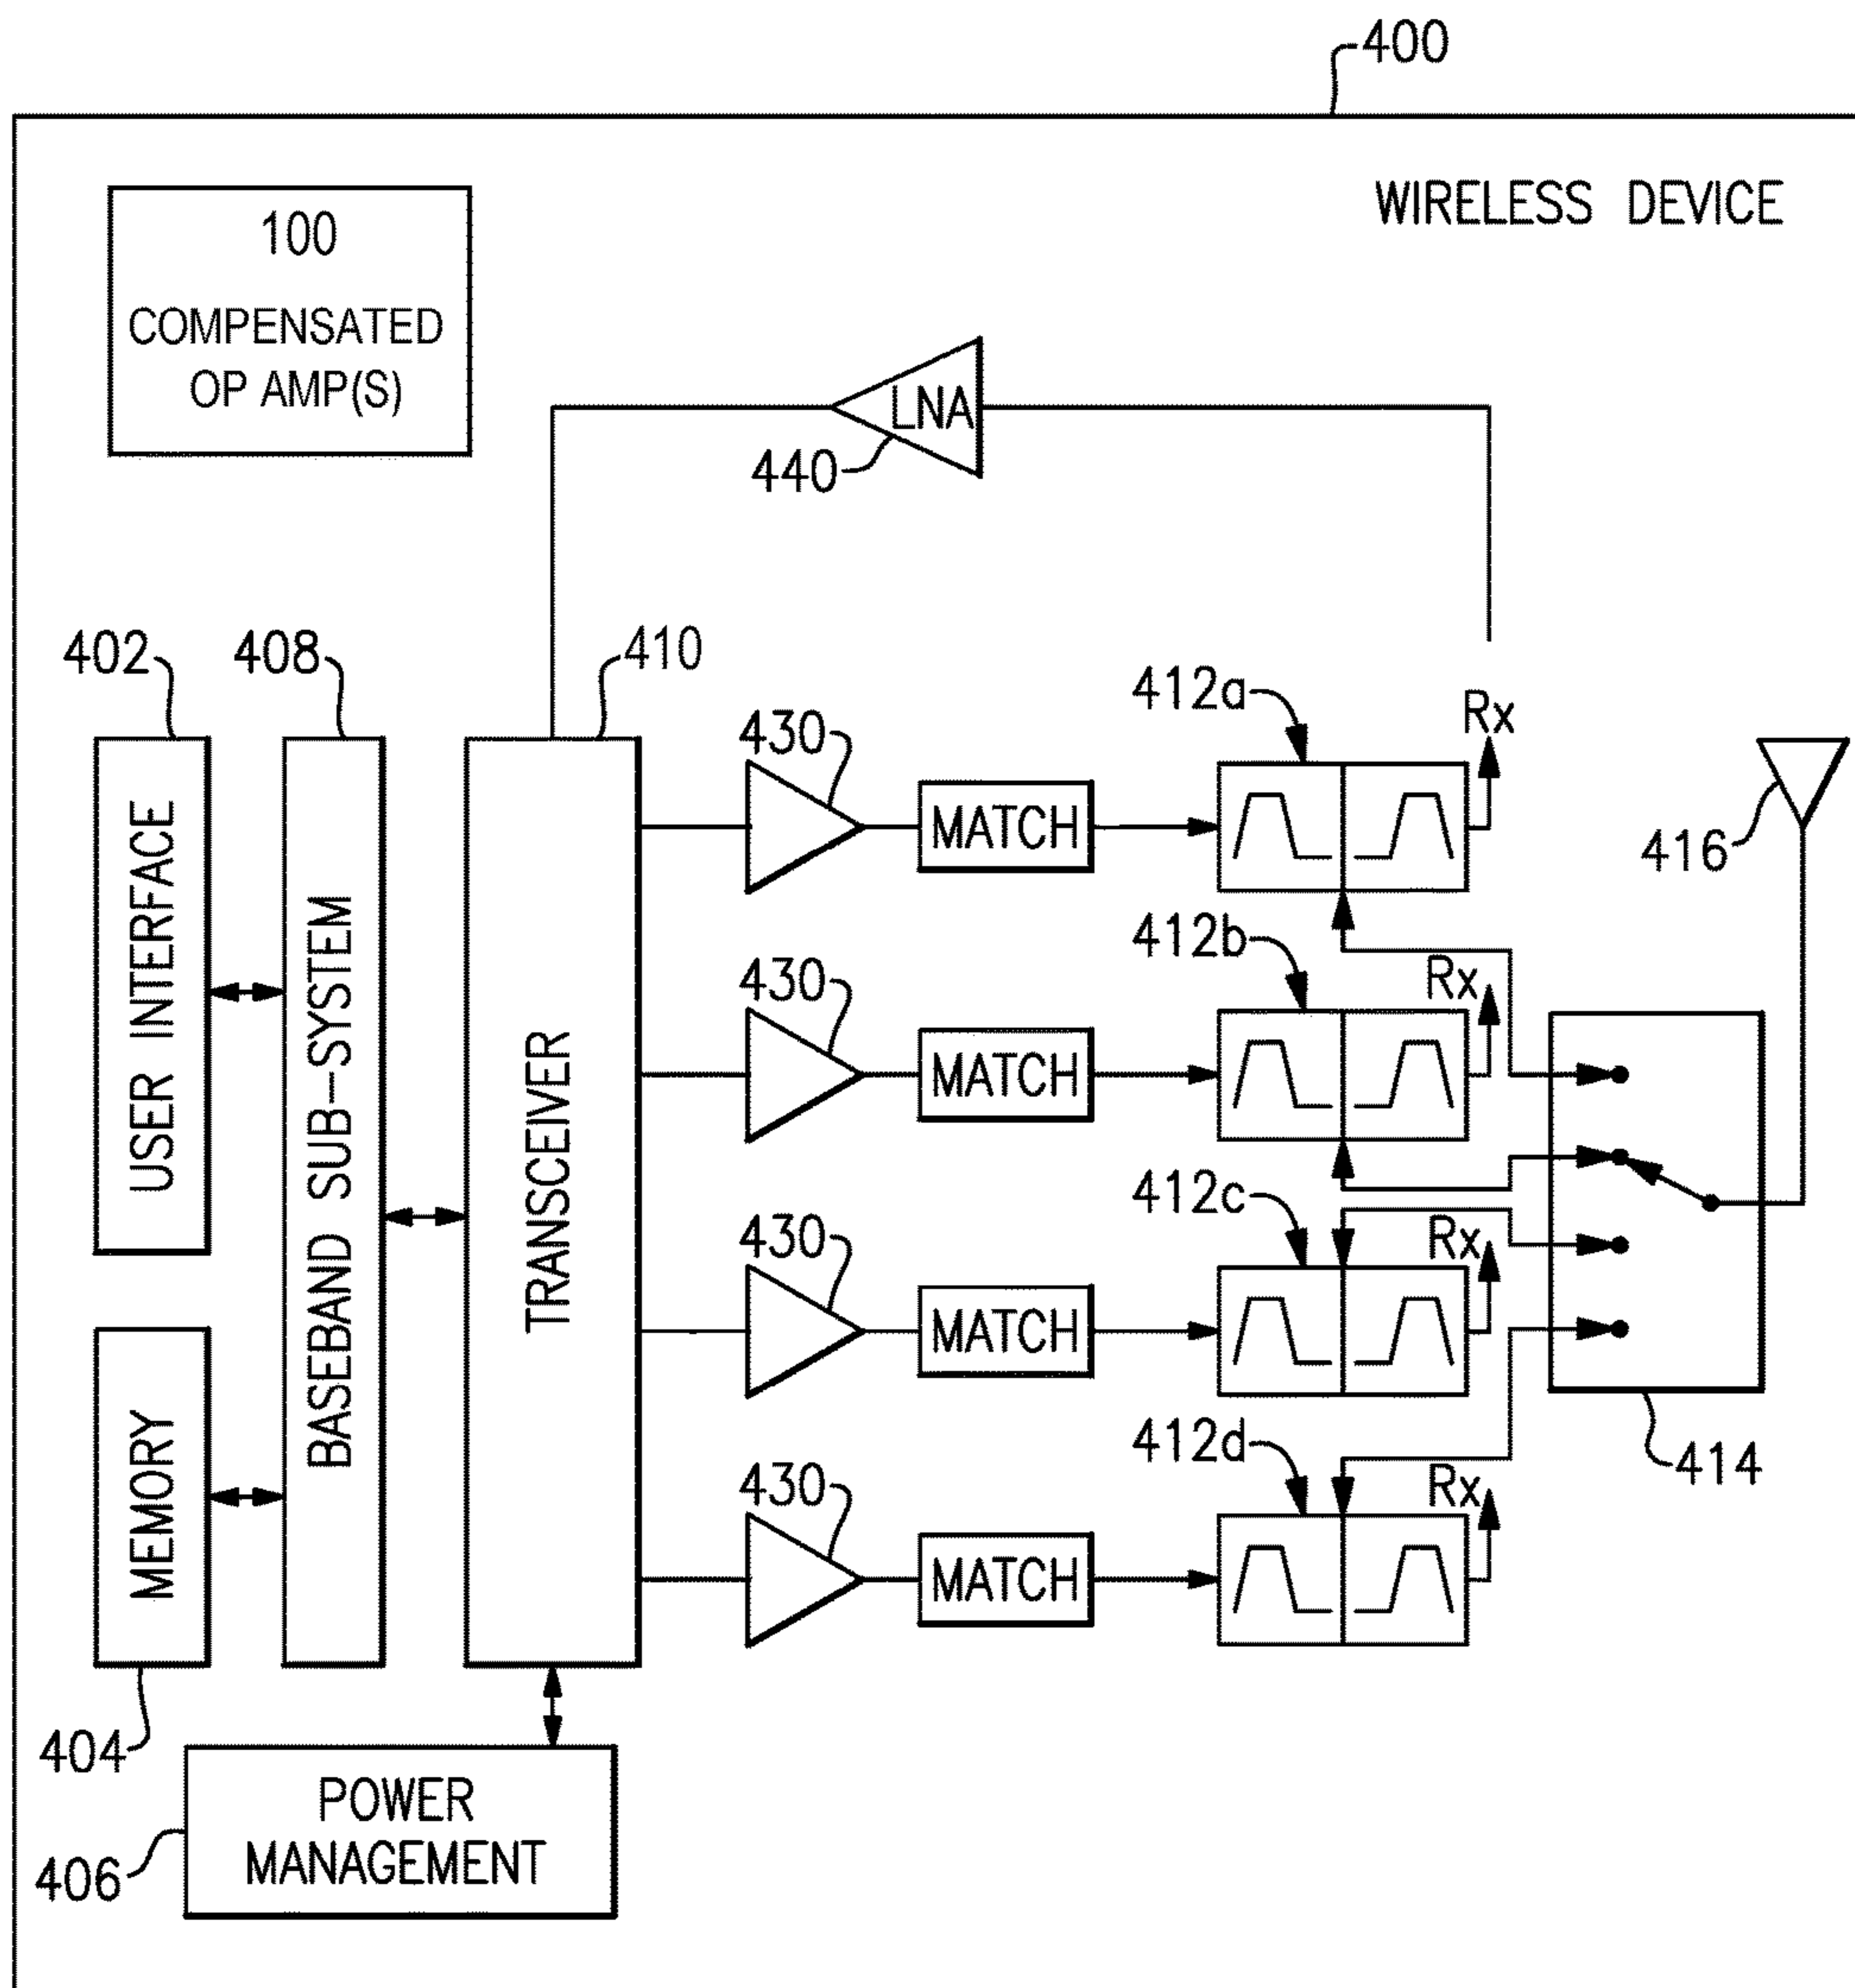 400
WIRELESS DEVICE
100
COMPENSATED
OP AMP(S)
LNA
440
402
408
410
430
412a
Rx
416
MATCH
USER INTERFACE
BASEBAND SUB-SYSTEM
TRANSCEIVER
430
412b
Rx
MATCH
430
412c
Rx
MATCH
414
MEMORY
430
412d
Rx
MATCH
404
POWER
MANAGEMENT
406